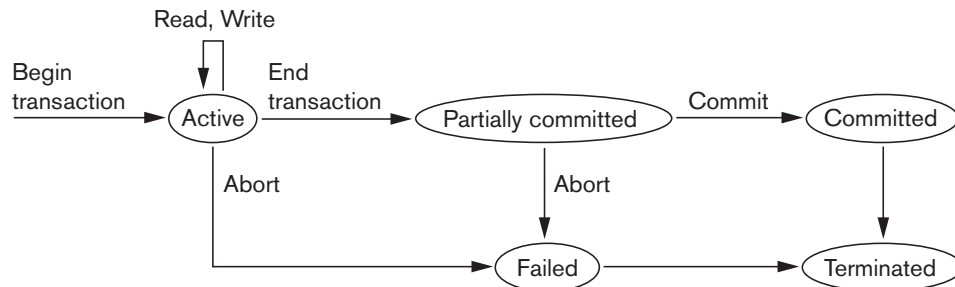 Read, Write
Begin
transaction
End
transaction
Active
Partially committed
Commit
Committed
Abort
Abort
Failed
Terminated